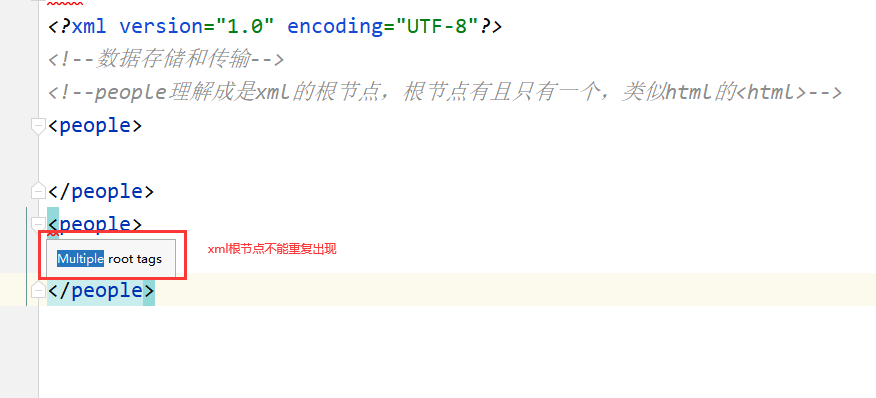 <?xml version="1.0" encoding="UTF-8"?>
<!--数据存储和传输-->
<!--people理解成是xml的根节点，根节点有且只有一个，类似html的<html>-->
<people>
</people>
<people>
xml根节点不能重复出现
Multiple root tags
</people>